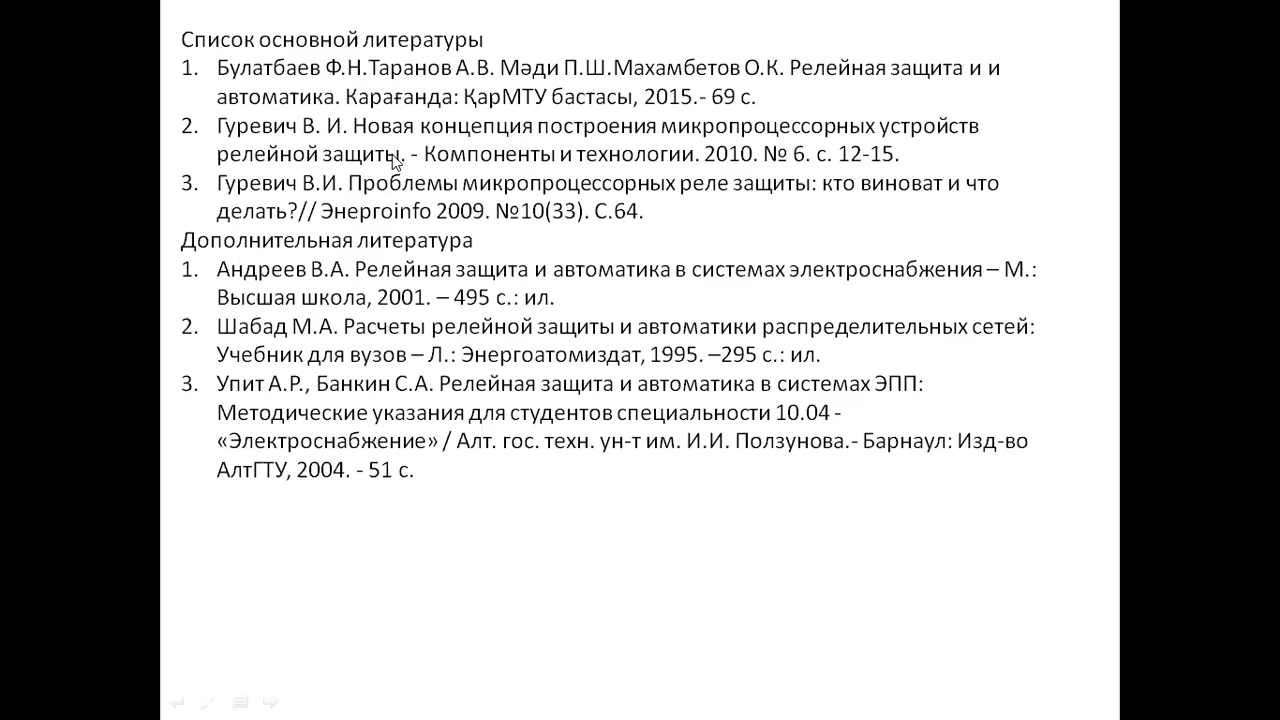 Список основной литературы
1. Булатбаев Ф.Н.Таранов А.В. Мәди П.Ш.Махамбетов О.К. Релейная защита и и
автоматика. Караганда: ҚарМТУ баспасы, 2015.- 69 с.
2. Гуревич В. И. Новая концепция построения микропроцессорных устройств
релейной защиты. - Компоненты и технологии. 2010. № 6. с. 12-15.
3. Гуревич В.И. Проблемы микропроцессорных реле защиты: кто виноват и что
делать?// Энергоinfo 2009. №10(33). С.64.
Дополнительная литература
1. Андреев В.А. Релейная защита и автоматика в системах электроснабжения – М.:
Высшая школа, 2001. – 495 с.: ил.
2. Шабад М.А. Расчеты релейной защиты и автоматики распределительных сетей:
Учебник для вузов – Л.: Энергоатомиздат, 1995. –295 с.: ил.
3. Упит А.Р., Банкин С.А. Релейная защита и автоматика в системах ЭПП:
Методические указания для студентов специальности 10.04 -
«Электроснабжение» / Алт. гос. техн. ун-т им. И.И. Ползунова.- Барнаул: Изд-во
АлтГТУ, 2004. - 51 с.